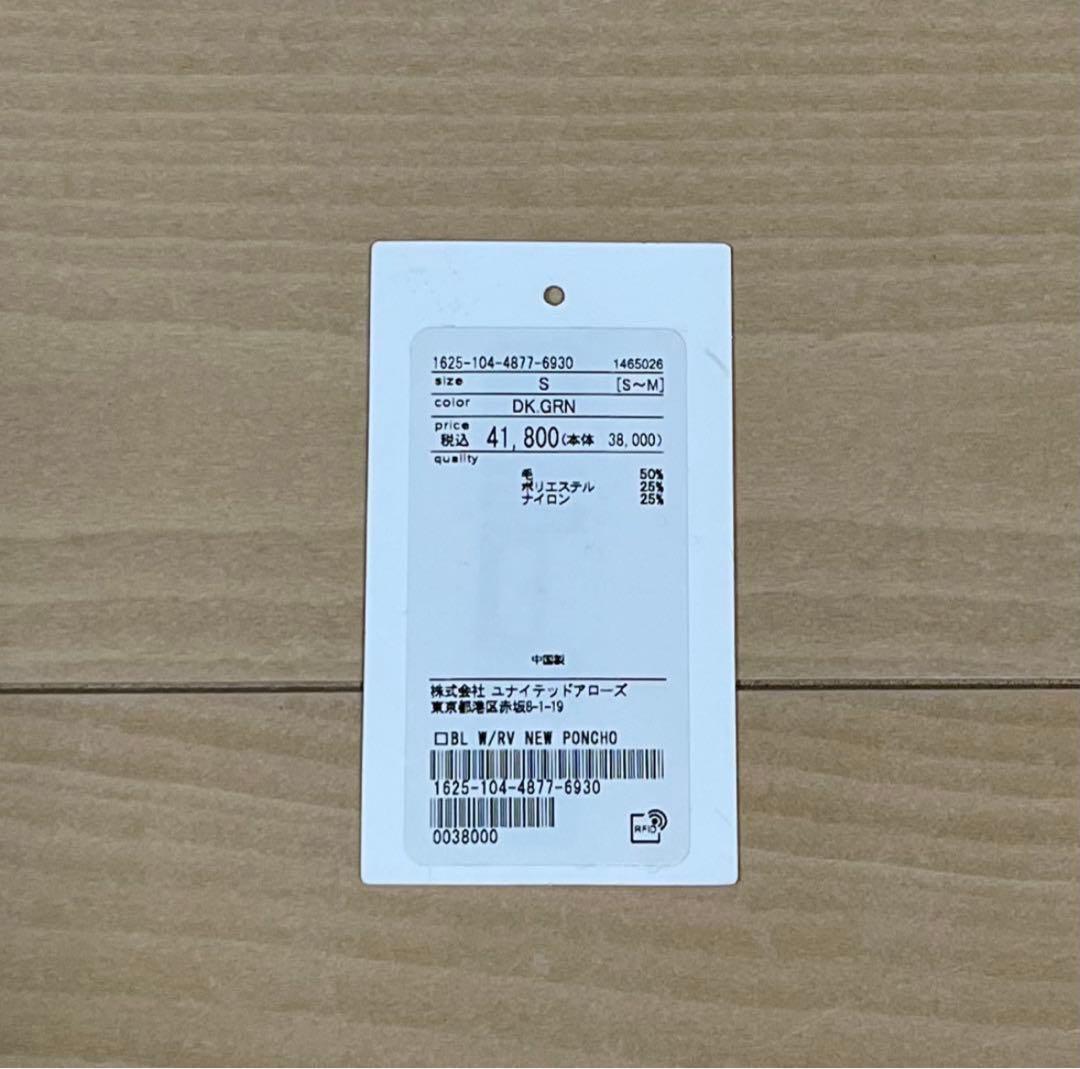 1625-104-4877-6930 1465026
size S [S～M]
color DK.GRN
price
税込 41,800(本体 38,000)
quality
毛 50%
ポリエステル 25%
ナイロン 25%
中国製
株式会社 ユナイテッドアローズ
東京都港区赤坂8-1-19
□BL W/RV NEW PONCHO
1625-104-4877-6930
0038000
RFID